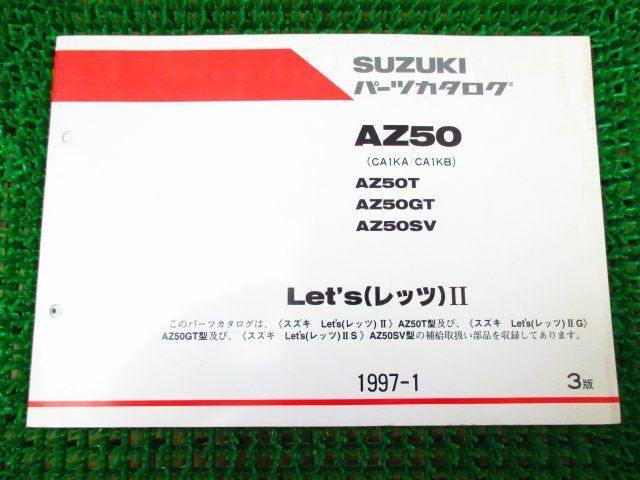 SUZUKI
パーツカタログ
AZ50
(CA1KA/CA1KB)
AZ50T
AZ50GT
AZ50SV
Let's(レッツ)II
このパーツカタログは、《スズキ Let's(レッツ)II》AZ50T型及び、《スズキ Let's(レッツ)II G》
AZ50GT型及び、《スズキ Let's(レッツ)II S》AZ50SV型の補給取扱い部品を収録してあります。
1997-1
3版